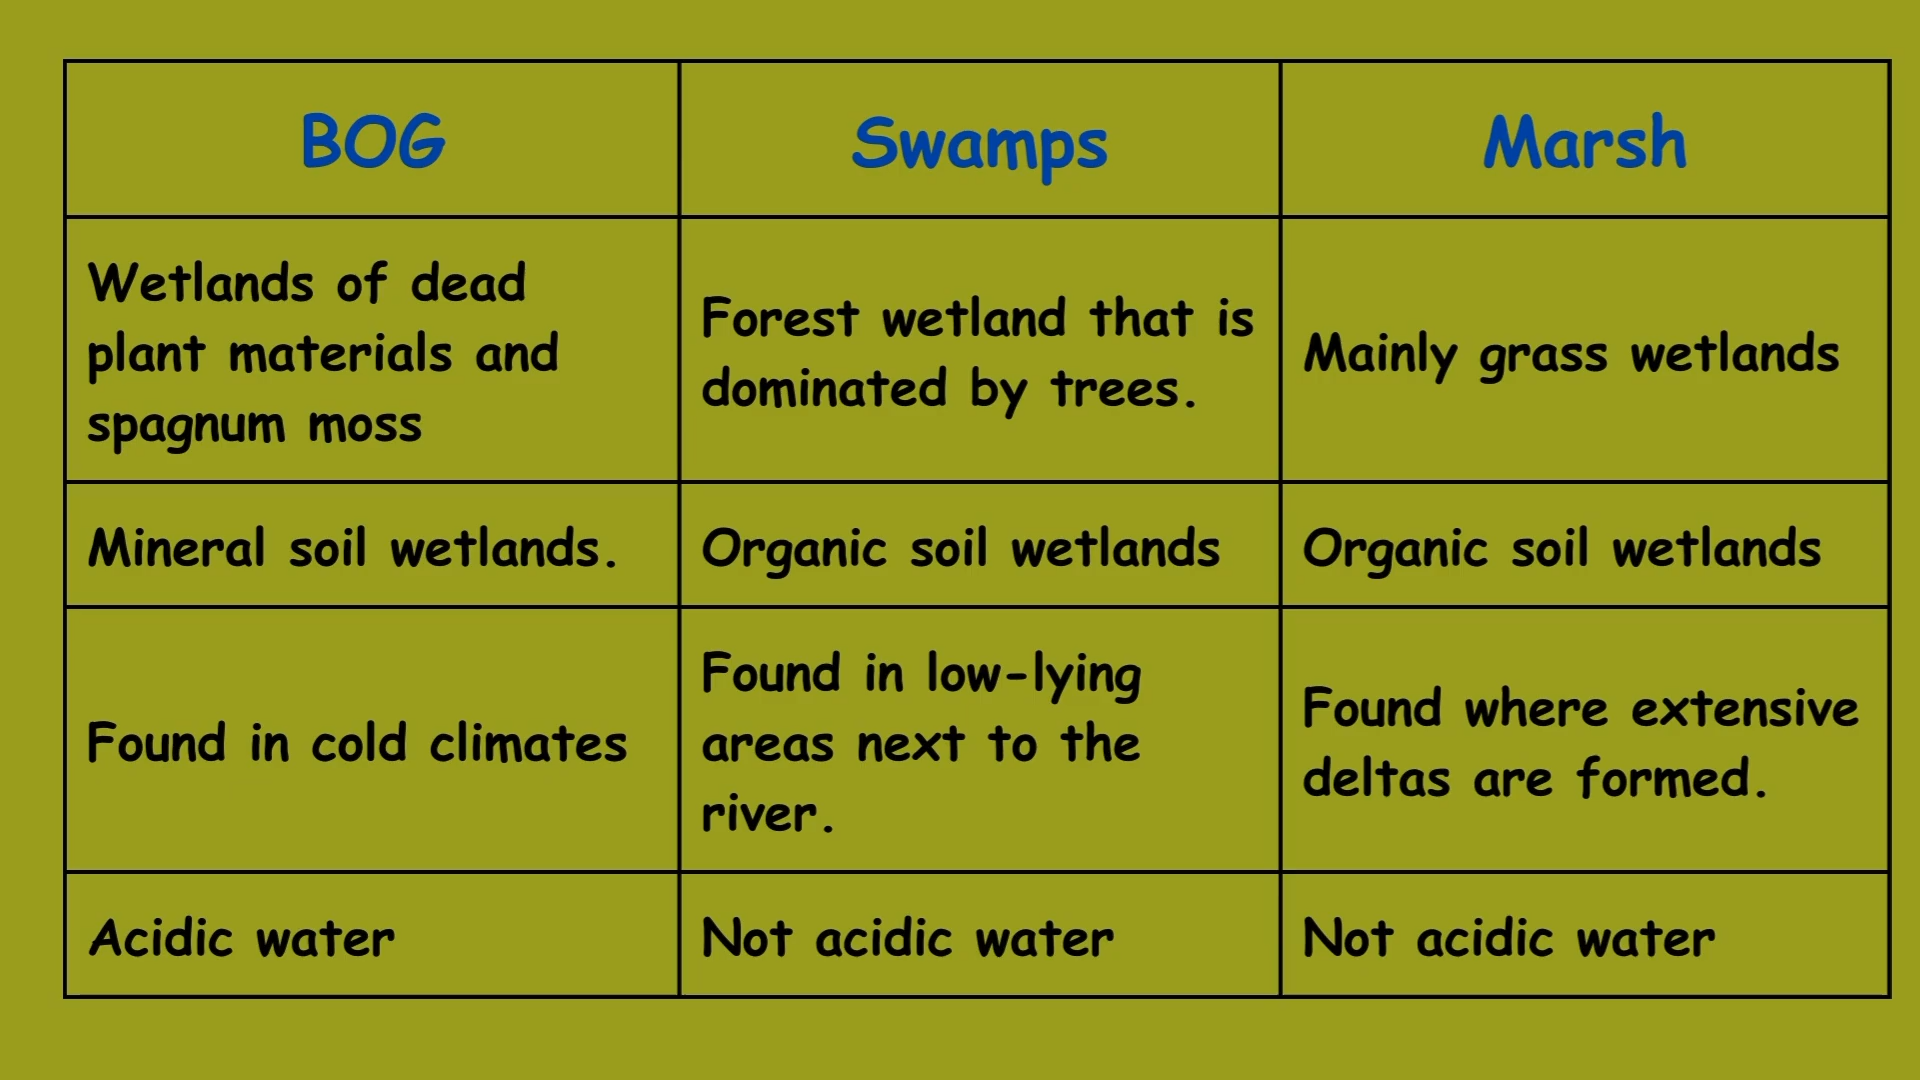 BOG
Swamps
Marsh
Wetlands of dead
plant materials and
spagnum moss
Forest wetland that is
dominated by trees.
Mainly grass wetlands
Mineral soil wetlands.
Organic soil wetlands
Organic soil wetlands
Found in cold climates
Found in low-lying
areas next to the
river.
Found where extensive
deltas are formed.
Acidic water
Not acidic water
Not acidic water